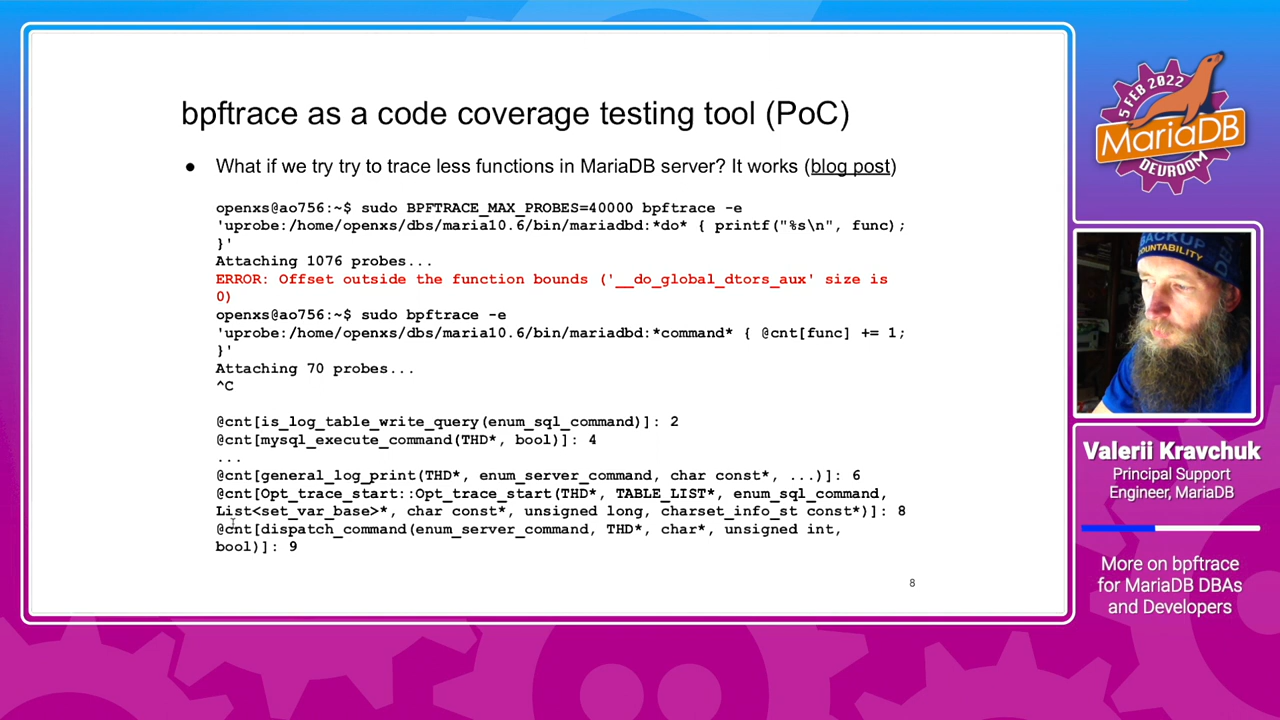 bpftrace as a code coverage testing tool (PoC)
● What if we try try to trace less functions in MariaDB server? It works (blog post)
openxs@ao756:~$ sudo BPFTRACE_MAX_PROBES=40000 bpftrace -e
'uprobe:/home/openxs/dbs/maria10.6/bin/mariadbd:*do* { printf("%s\n", func);
}'
Attaching 1076 probes...
ERROR: Offset outside the function bounds ('__do_global_dtors_aux' size is
0)
openxs@ao756:~$ sudo bpftrace -e
'uprobe:/home/openxs/dbs/maria10.6/bin/mariadbd:*command* { @cnt[func] += 1;
}'
Attaching 70 probes...
^C
@cnt[is_log_table_write_query(enum_sql_command)]: 2
@cnt[mysql_execute_command(THD*, bool)]: 4
...
@cnt[general_log_print(THD*, enum_server_command, char const*, ...)]: 6
@cnt[Opt_trace_start::Opt_trace_start(THD*, TABLE_LIST*, enum_sql_command,
List<set_var_base>*, char const*, unsigned long, charset_info_st const*)]: 8
@cnt[dispatch_command(enum_server_command, THD*, char*, unsigned int,
bool)]: 9
8
5 FEB 2022
MariaDB
DEVROOM
BACKUP
Valerii Kravchuk
Principal Support
Engineer, MariaDB
More on bpftrace
for MariaDB DBAs
and Developers